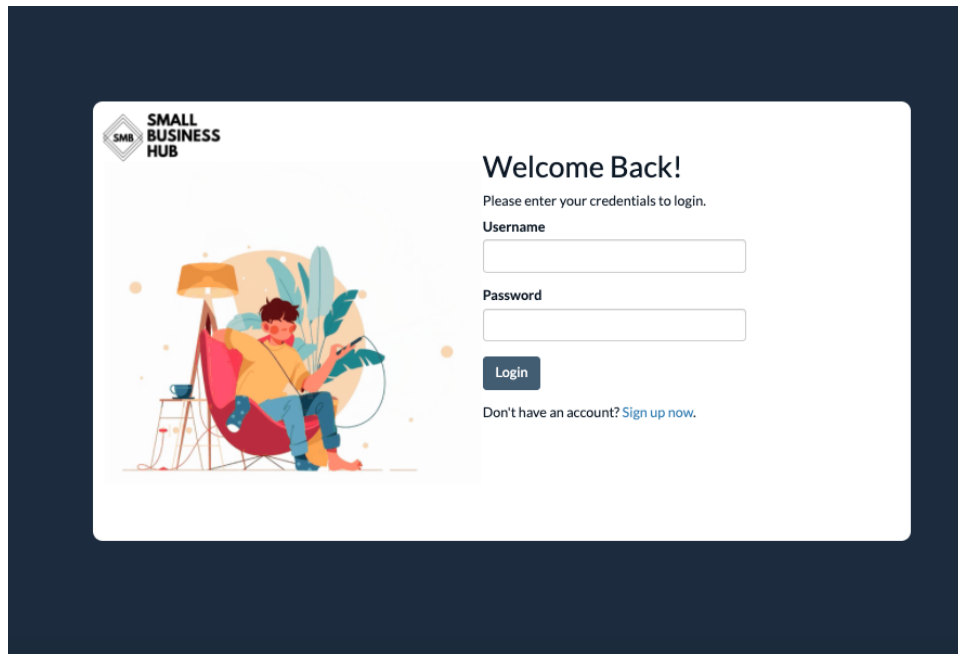 SMB
SMALL
BUSINESS
HUB
Welcome Back!
Please enter your credentials to login.
Username
Password
Login
Don't have an account? Sign up now.